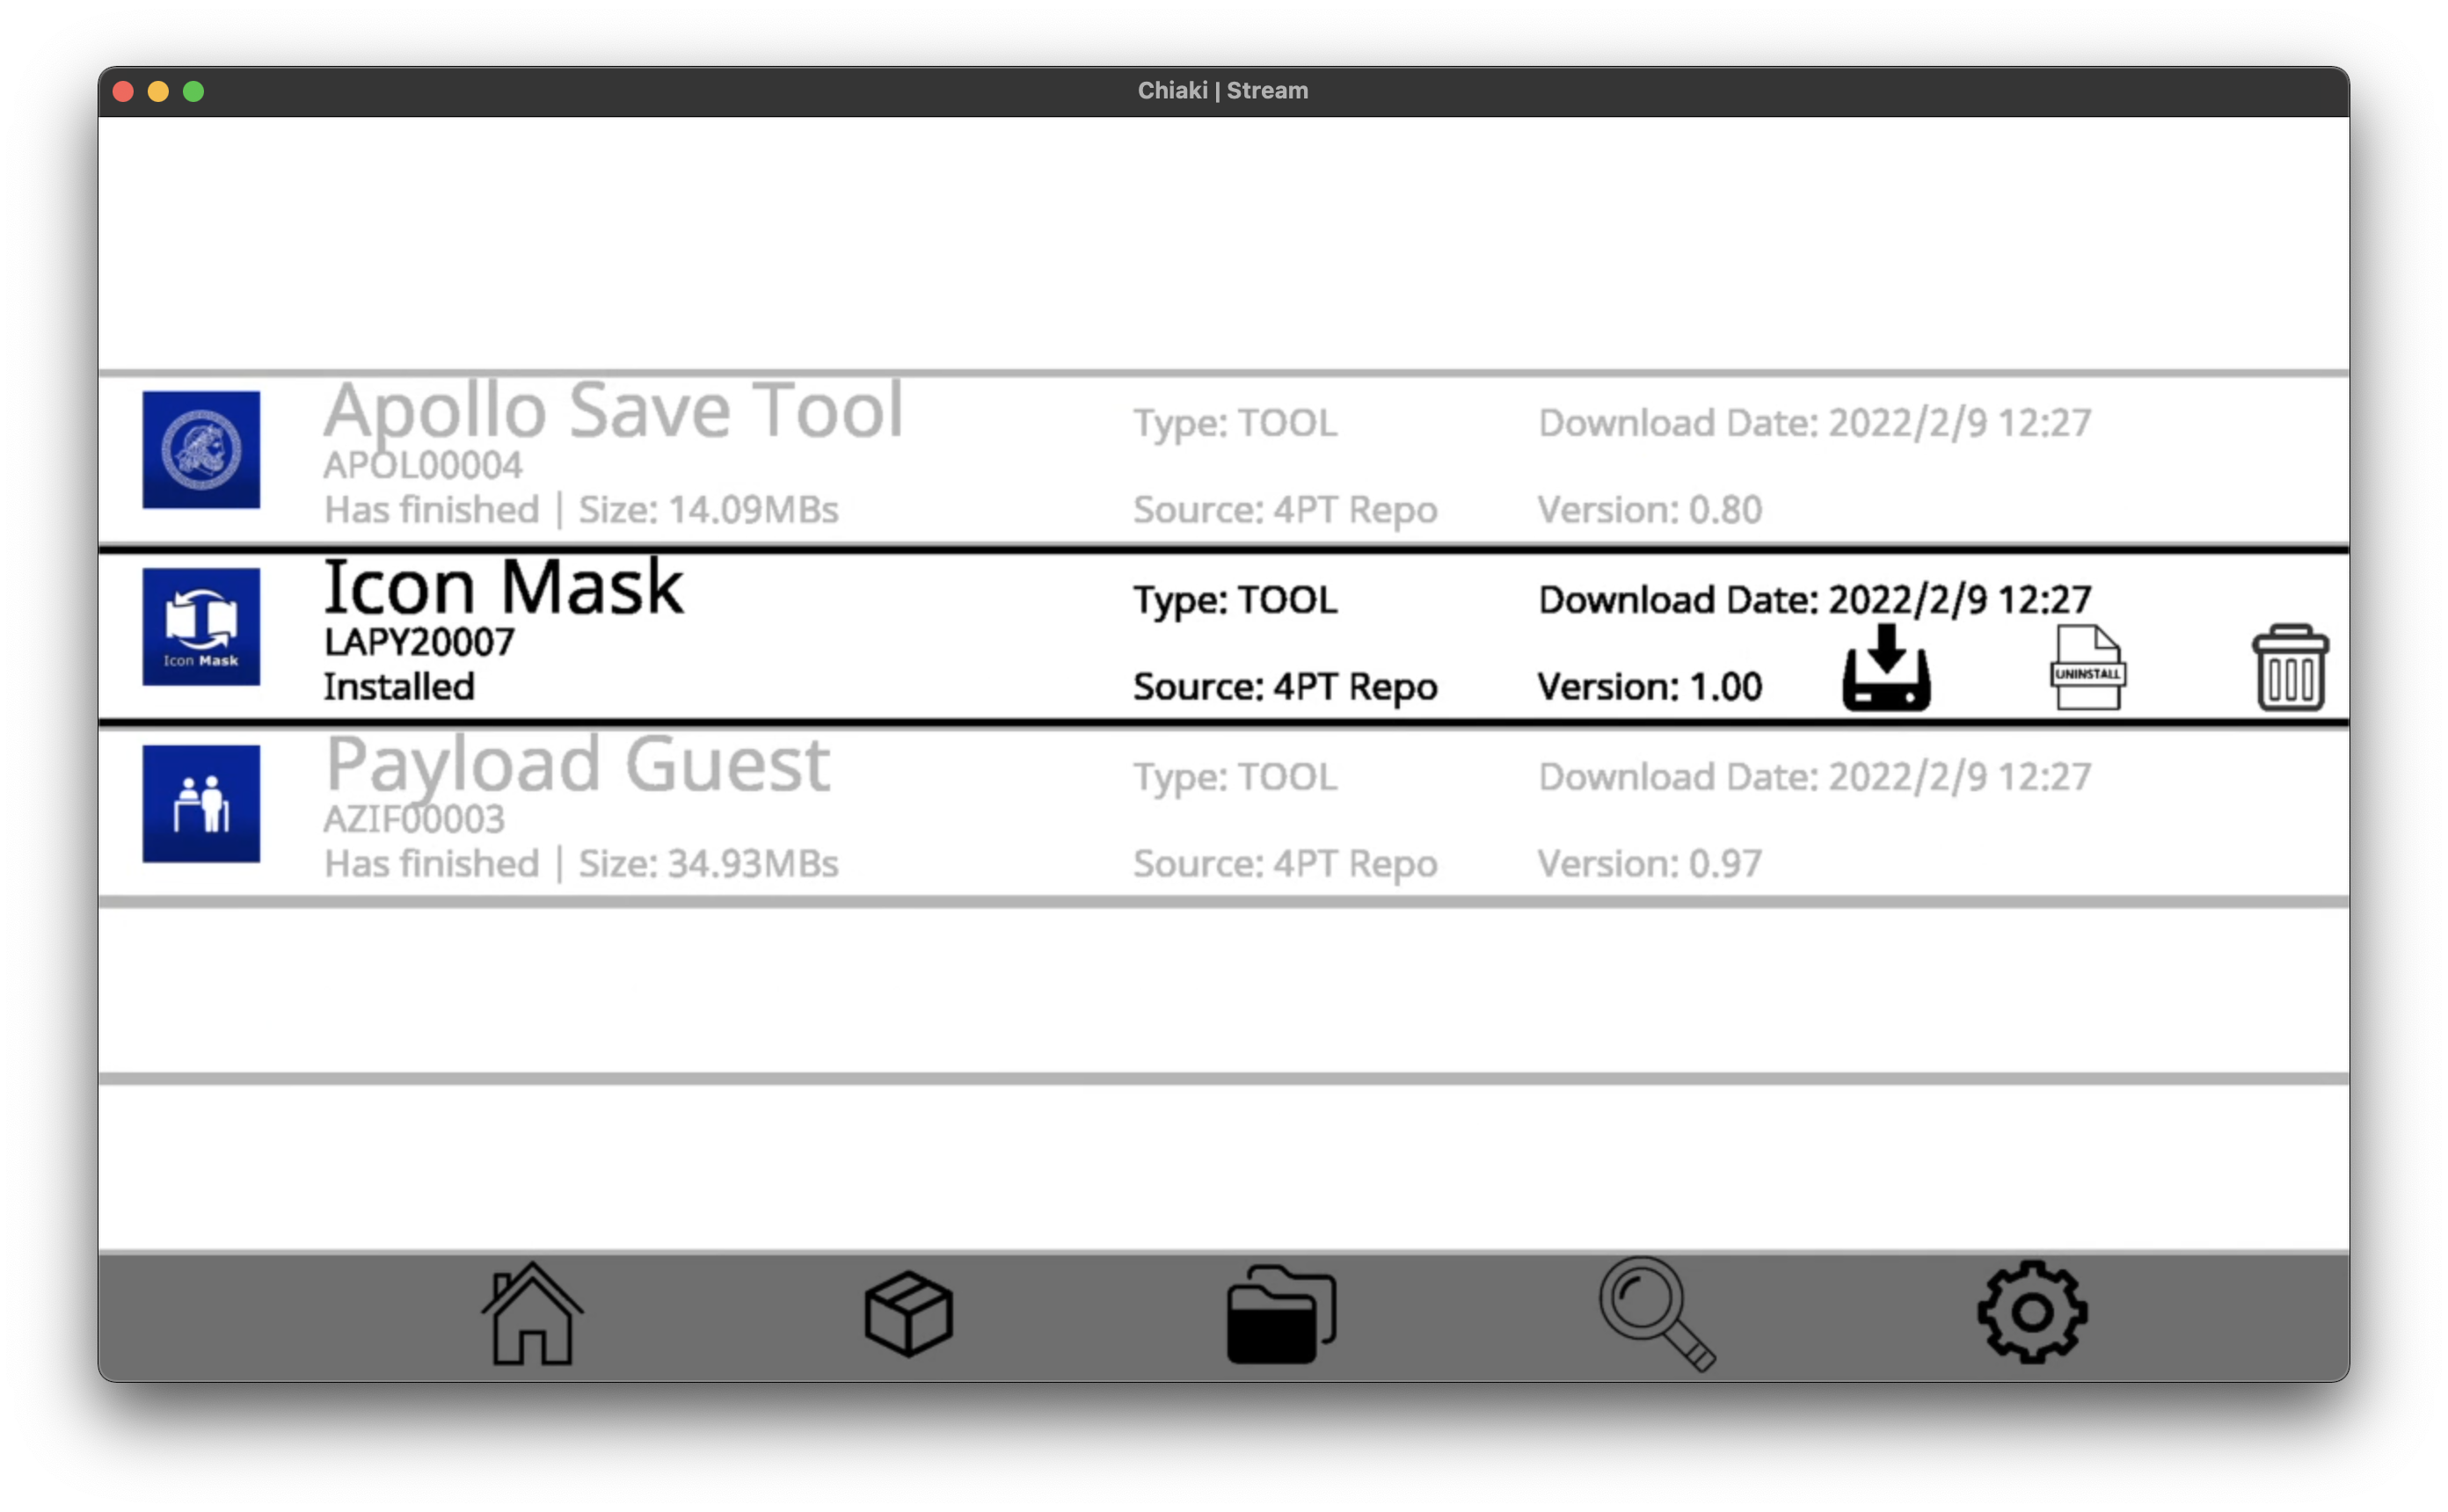 Chiaki | Stream
Apollo Save Tool
Type: TOOL
Download Date: 2022/2/9 12:27
APOL00004
Has finished | Size: 14.09MBs
Source: 4PT Repo
Version: 0.80
Icon Mask
Icon Mask
Type: TOOL
Download Date: 2022/2/9 12:27
LAPY20007
Installed
Source: 4PT Repo
Version: 1.00
UNINSTALL
Payload Guest
Type: TOOL
Download Date: 2022/2/9 12:27
AZIF00003
Has finished | Size: 34.93MBs
Source: 4PT Repo
Version: 0.97